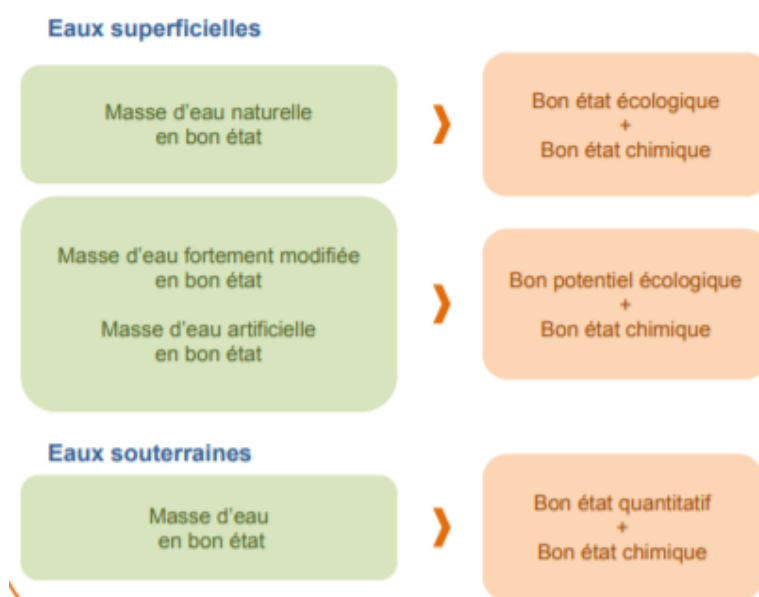 Eaux superficielles
Masse d'eau naturelle
en bon état
❱
Bon état écologique
+
Bon état chimique
Masse d'eau fortement modifiée
en bon état
Masse d'eau artificielle
en bon état
❱
Bon potentiel écologique
+
Bon état chimique
Eaux souterraines
Masse d'eau
en bon état
❱
Bon état quantitatif
+
Bon état chimique